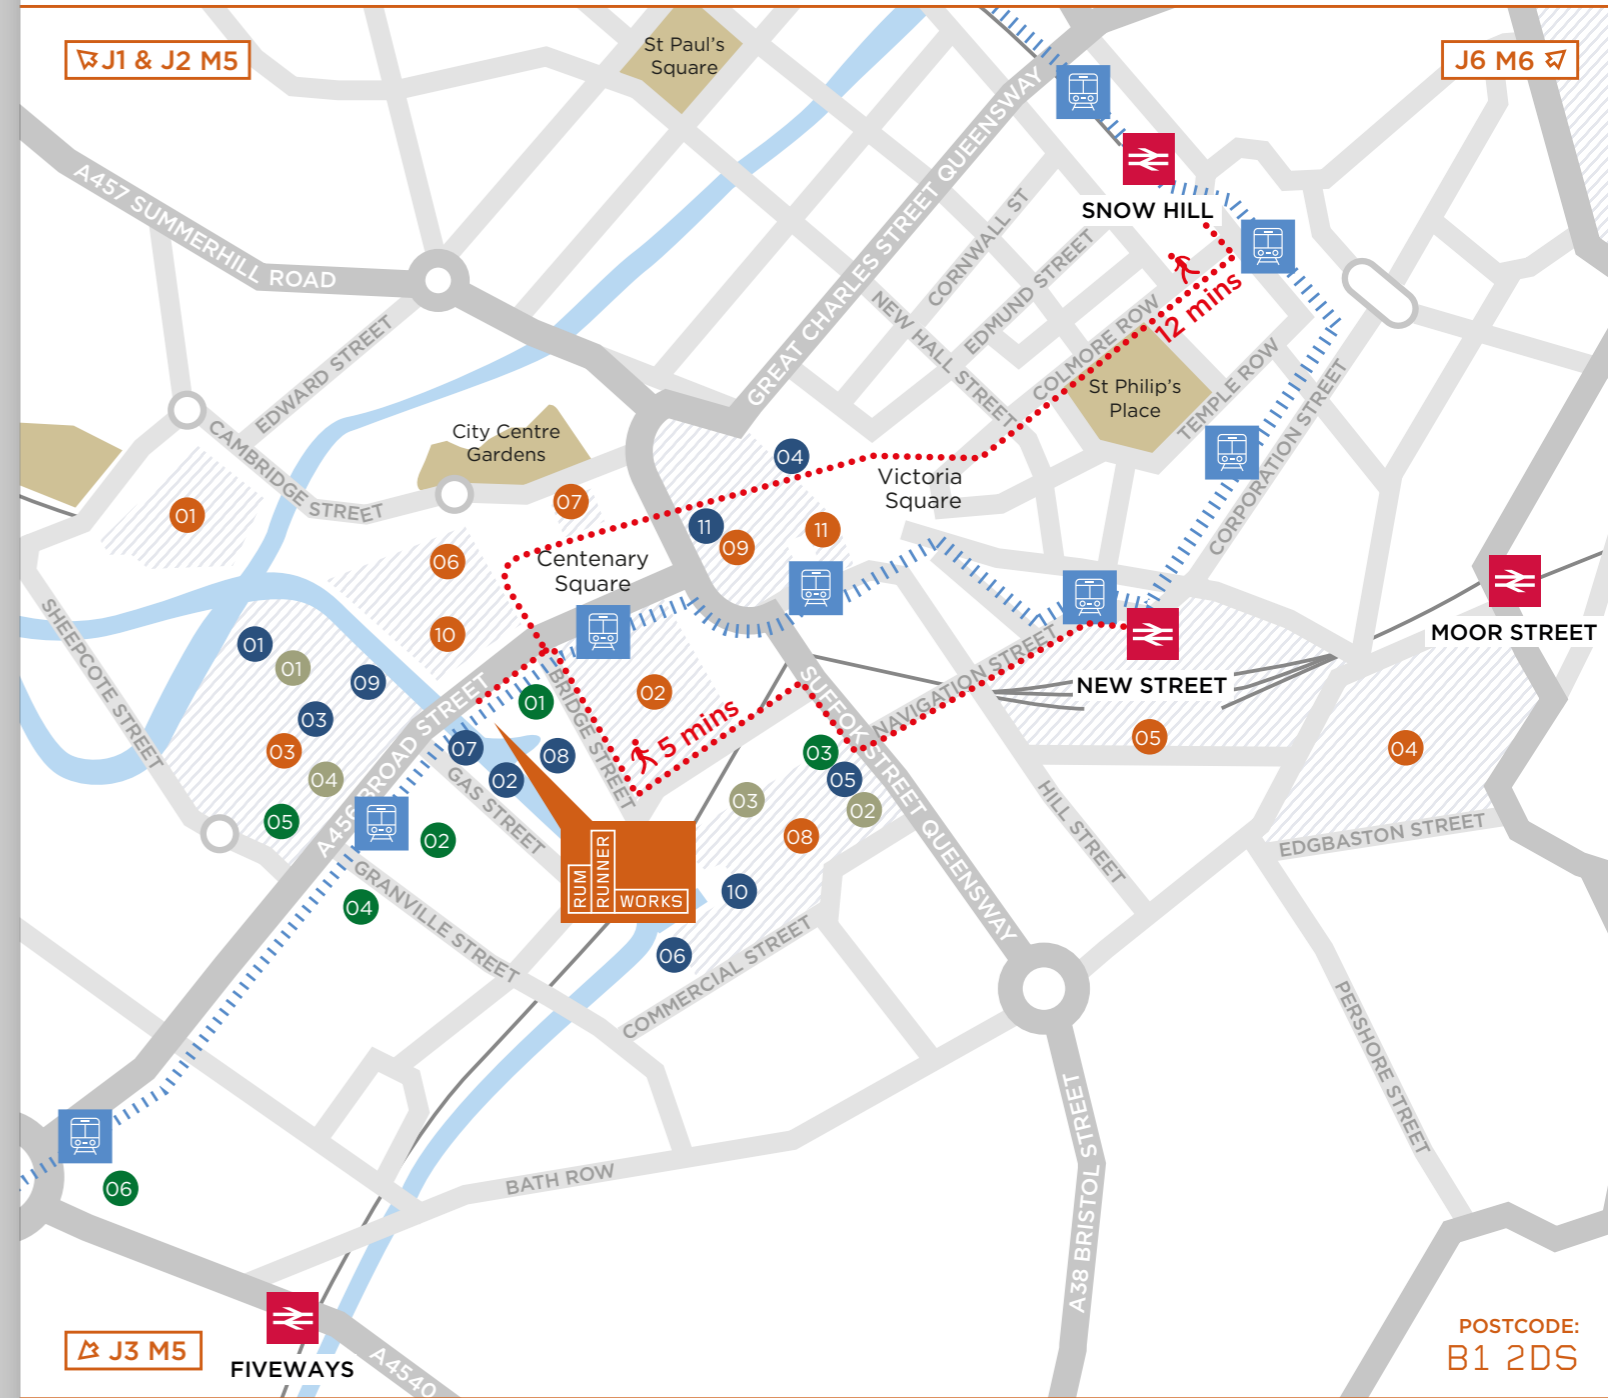 J1 & J2 M5
St Paul's
Square
J6 M6
A457 SUMMERHILL ROAD
GREAT CHARLES STREET QUEENSWAY
SNOW HILL
CORNWALL ST
EDMUND STREET
NEW HALL STREET
COLMORE ROW
12 mins
St Philip's
Place
TEMPLE ROW
CORPORATION STREET
EDWARD STREET
CAMBRIDGE STREET
City Centre
Gardens
Victoria
Square
04
07
01
11
09
11
06
Centenary
Square
10
SHEEPCOTE STREET
01
01
09
03
03
04
05
A456 BROAD STREET
01
02
BRIDGE STREET
5 mins
07
08
02
GAS STREET
02
04
GRANVILLE STREET
RUM
RUNNER
WORKS
SUFFOK STREET QUEENSWAY
NAVIGATION STREET
NEW STREET
MOOR STREET
05
04
03
05
02
03
08
10
06
COMMERCIAL STREET
HILL STREET
EDGBASTON STREET
PERSHORE STREET
A38 BRISTOL STREET
BATH ROW
06
FIVEWAYS
A4540
J3 M5
POSTCODE:
B1 2DS